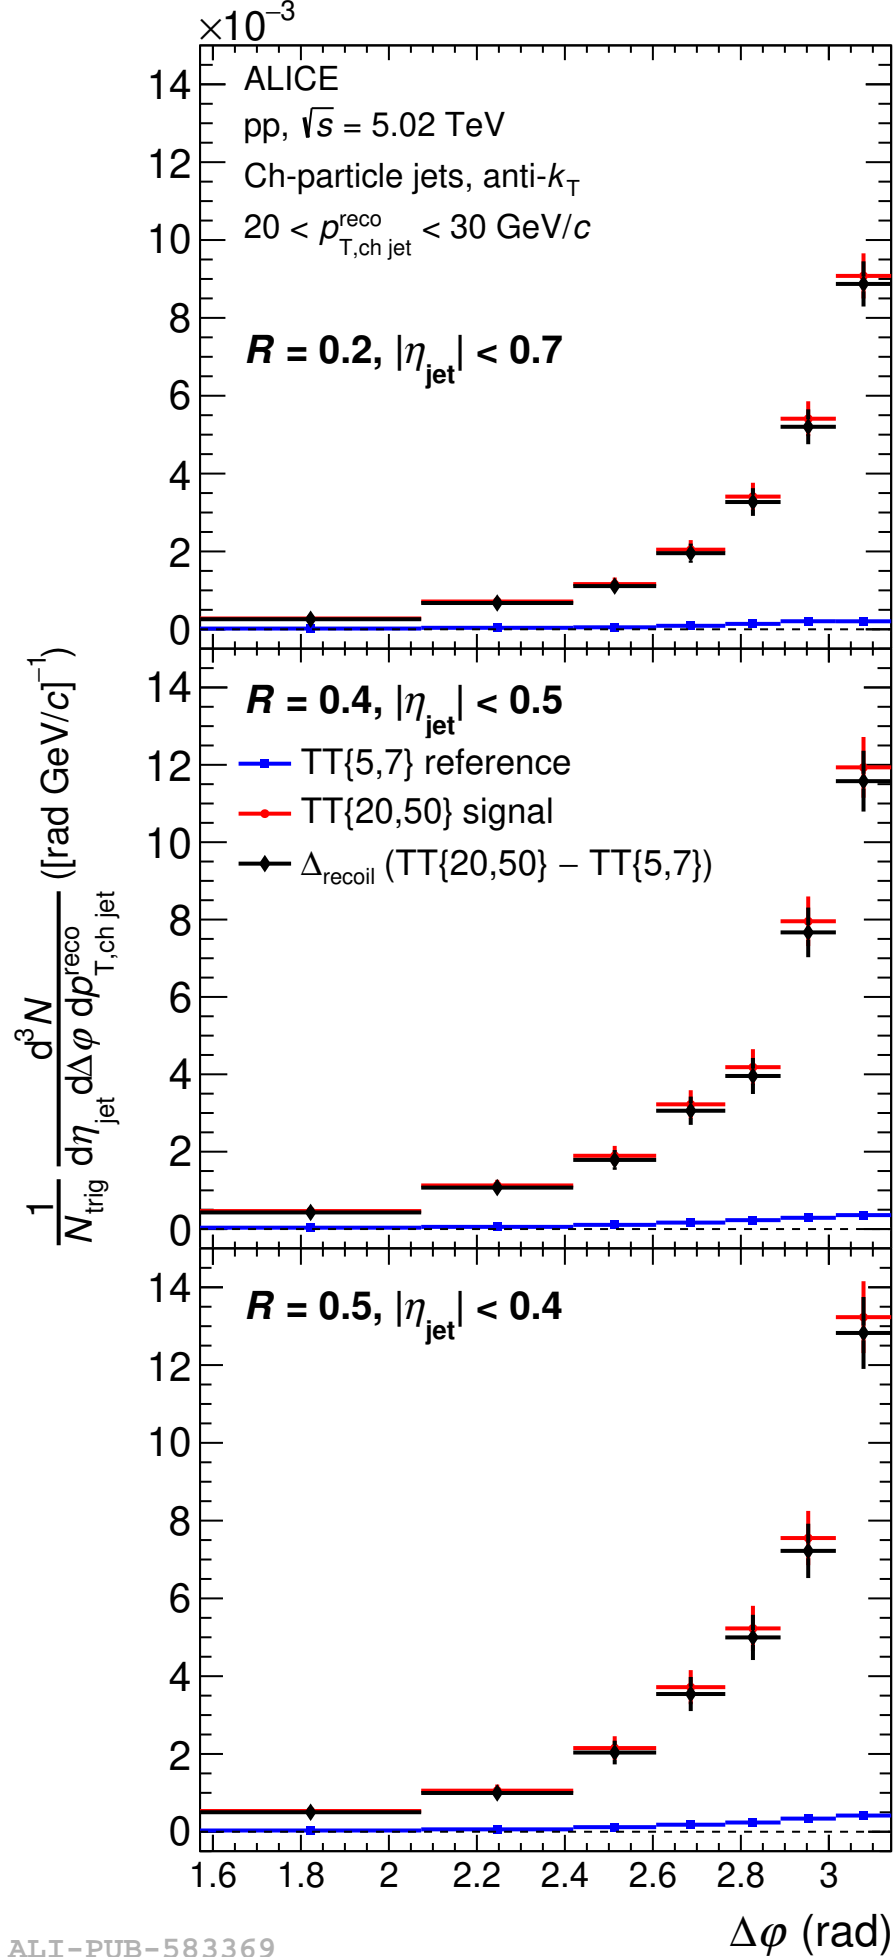 ×10⁻³
ALICE
pp, √s = 5.02 TeV
Ch-particle jets, anti-k_T
20 < p_{T,ch jet}^{reco} < 30 GeV/c
R = 0.2, |η_jet| < 0.7
14
12
10
8
6
4
2
0
R = 0.4, |η_jet| < 0.5
TT{5,7} reference
TT{20,50} signal
Δ_recoil (TT{20,50} − TT{5,7})
14
12
10
8
6
4
2
0
R = 0.5, |η_jet| < 0.4
14
12
10
8
6
4
2
0
1/N_trig d³N/(dη_jet dΔφ dp_{T,ch jet}^{reco}) ([rad GeV/c]⁻¹)
1.6 1.8 2 2.2 2.4 2.6 2.8 3
Δφ (rad)
ALI-PUB-583369